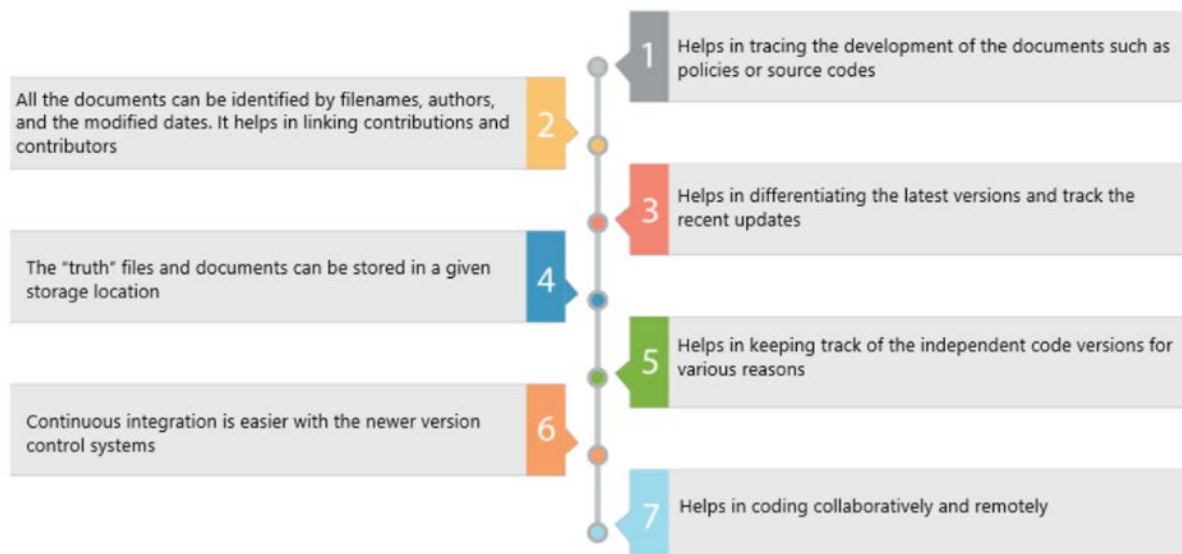 1
Helps in tracing the development of the documents such as
policies or source codes
All the documents can be identified by filenames, authors,
and the modified dates. It helps in linking contributions and
contributors
2
3
Helps in differentiating the latest versions and track the
recent updates
The “truth” files and documents can be stored in a given
storage location
4
5
Helps in keeping track of the independent code versions for
various reasons
Continuous integration is easier with the newer version
control systems
6
7
Helps in coding collaboratively and remotely